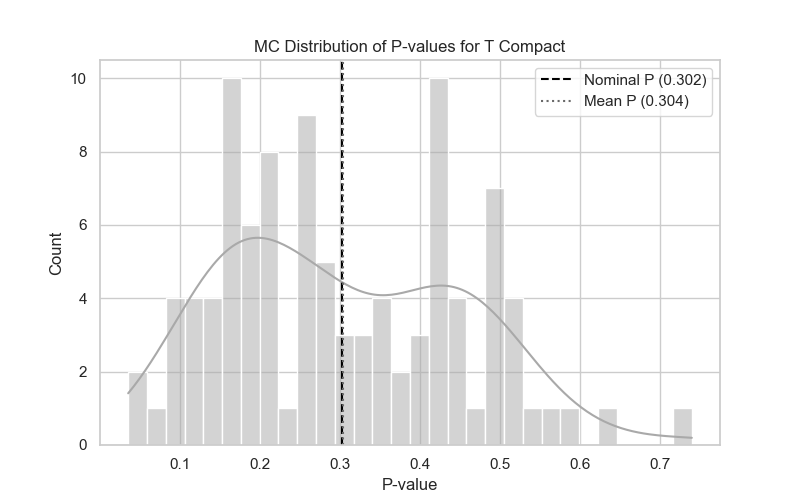 MC Distribution of P-values for T Compact
Nominal P (0.302)
Mean P (0.304)
10
8
6
4
2
0
Count
0.1 0.2 0.3 0.4 0.5 0.6 0.7
P-value